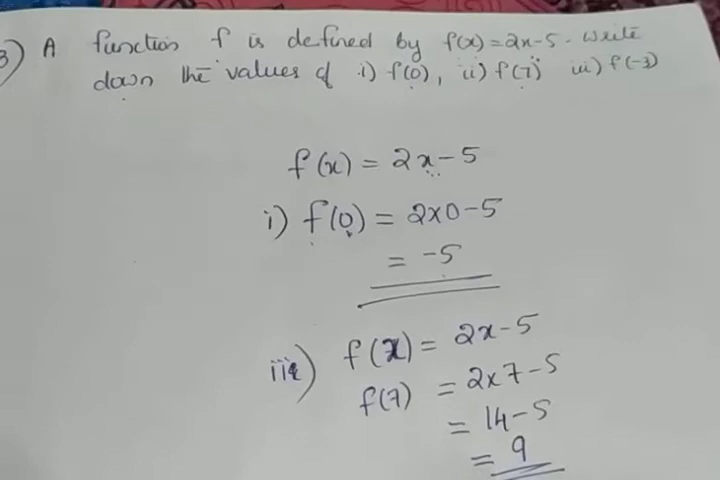 3) A function f is defined by f(x)=2x-5. Write
down the values of i) f(0), ii) f(7) iii) f(-3)
f(x) = 2x-5
i) f(0) = 2x0-5
= -5
iii) f(x) = 2x-5
f(7) = 2x7-5
= 14-5
= 9